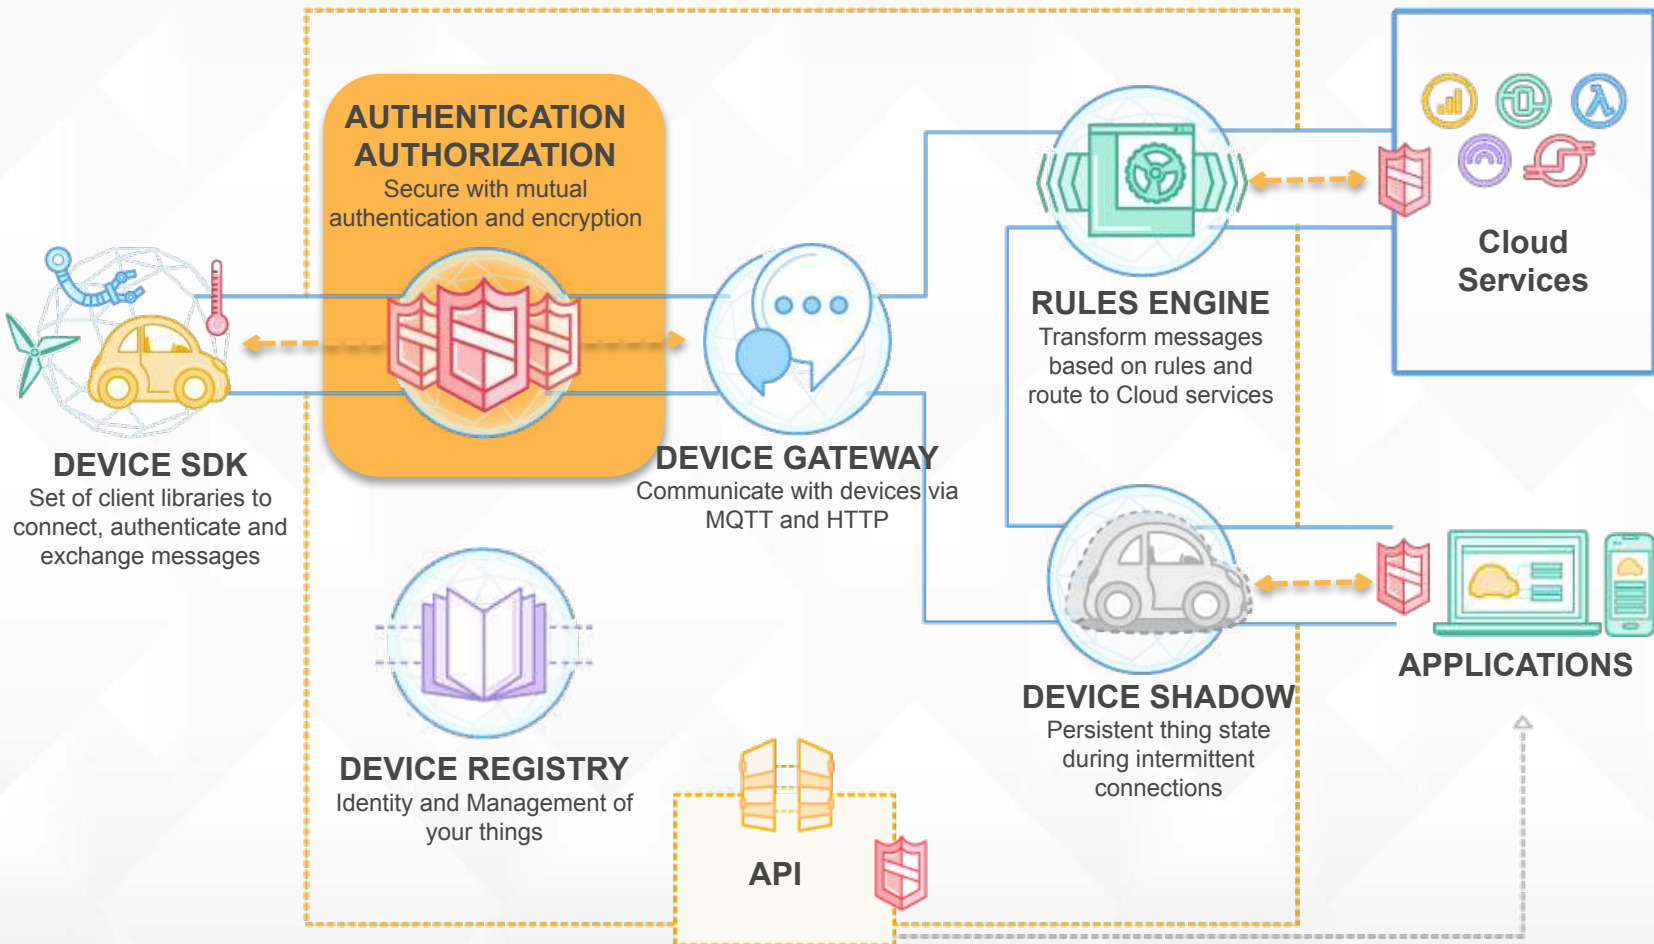 AUTHENTICATION
AUTHORIZATION
Secure with mutual
authentication and encryption
DEVICE SDK
Set of client libraries to
connect, authenticate and
exchange messages
DEVICE GATEWAY
Communicate with devices via
MQTT and HTTP
RULES ENGINE
Transform messages
based on rules and
route to Cloud services
Cloud
Services
DEVICE SHADOW
Persistent thing state
during intermittent
connections
APPLICATIONS
DEVICE REGISTRY
Identity and Management of
your things
API